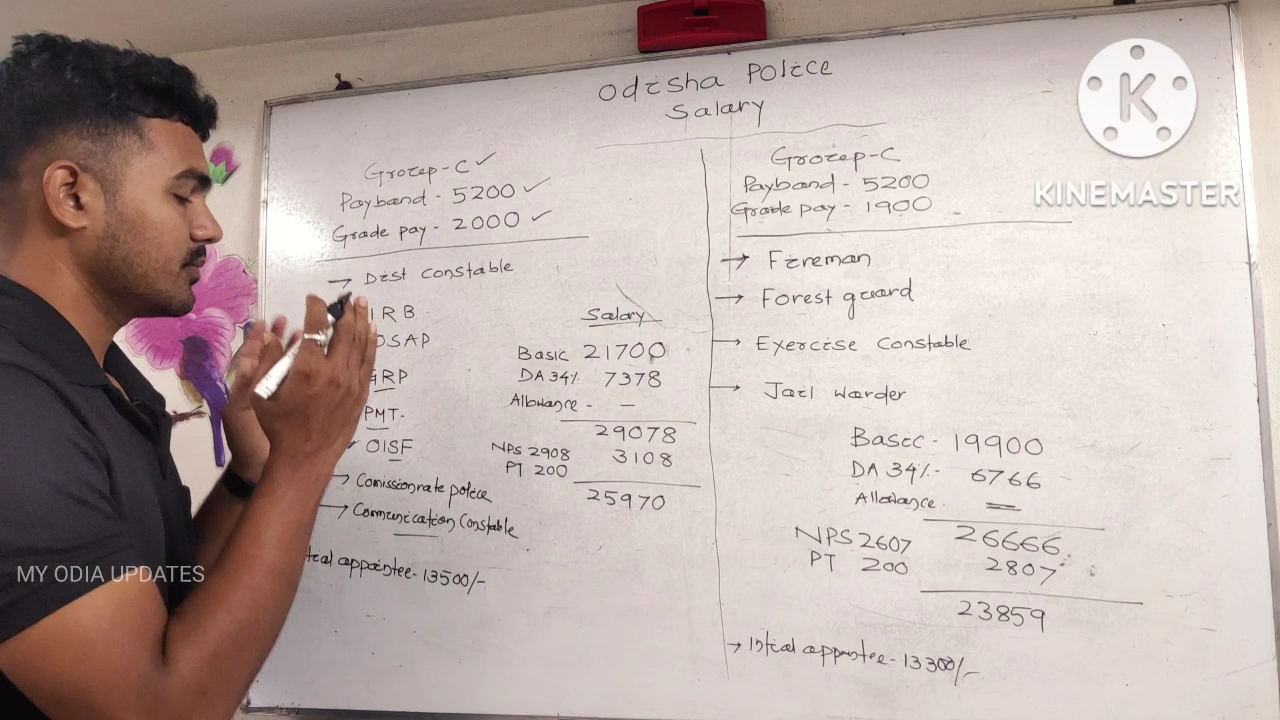 Odisha Police
Salary
Group-C ✓
Payband - 5200 ✓
Grade pay - 2000 ✓
→ Dist Constable
IRB
OSAP
GRP
PMT.
OISF
→ Comissionrate police
→ Communication Constable
tial appointee - 13500/-
Salary
Basic 21700
DA 34% 7378
Allowance - —
29078
NPS 2908 3108
PT 200
25970
Group-C
Payband - 5200
Grade pay - 1900
→ Fireman
→ Forest guard
→ Exercise Constable
→ Jail warder
Basic - 19900
DA 34% - 6766
Allowance.
26666
NPS 2607 2807
PT 200
23859
→ Intial appointee - 13300/-
KINEMASTER
MY ODIA UPDATES